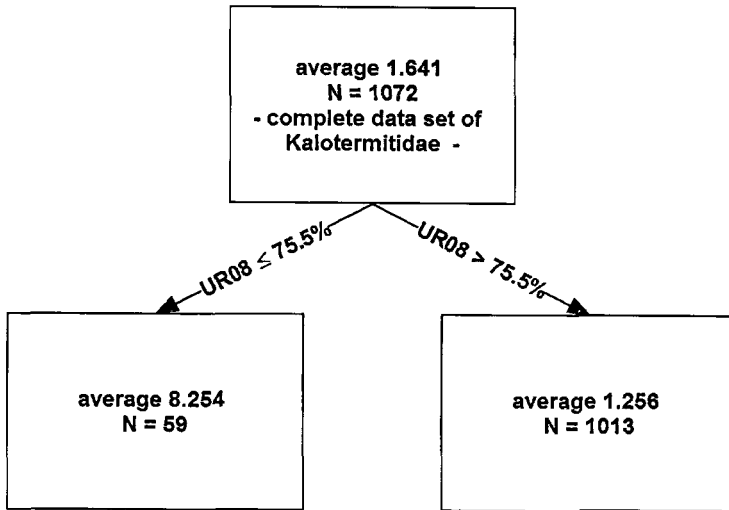 average 1.641
N = 1072
- complete data set of
Kalotermitidae -
UR08 ≤ 75.5%
UR08 > 75.5%
average 8.254
N = 59
average 1.256
N = 1013